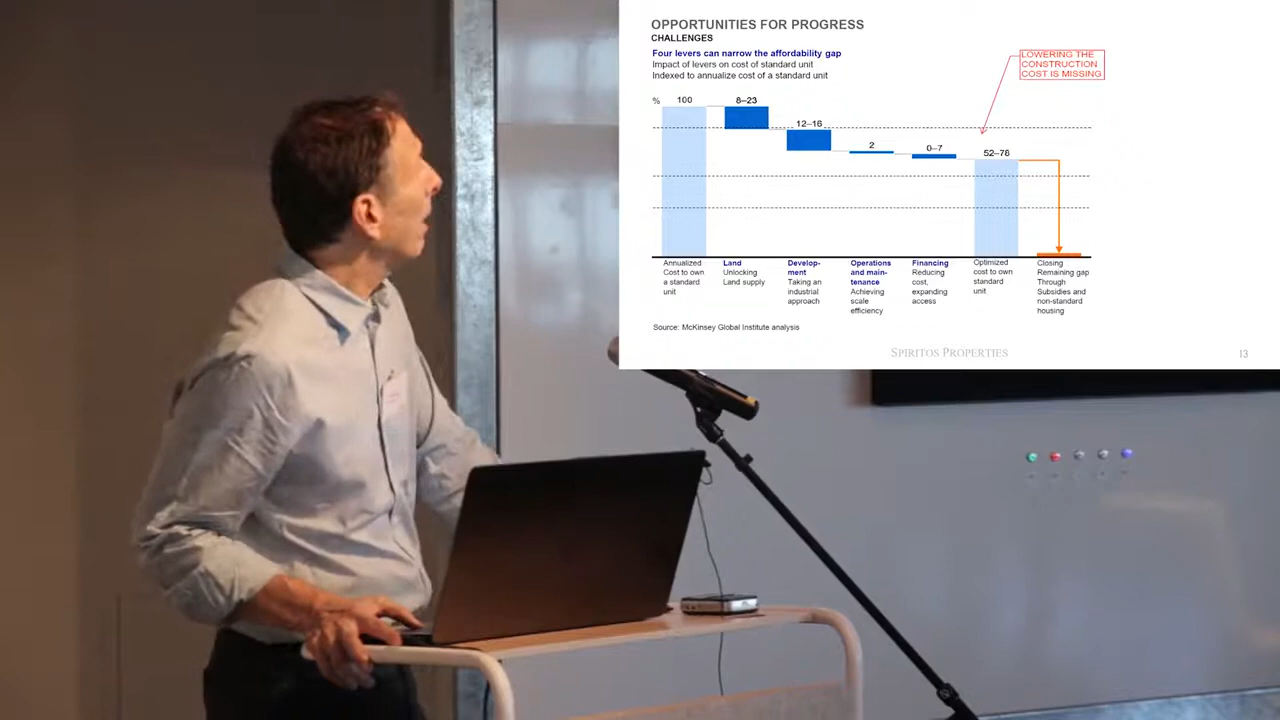 OPPORTUNITIES FOR PROGRESS
CHALLENGES
Four levers can narrow the affordability gap
Impact of levers on cost of standard unit
Indexed to annualize cost of a standard unit
LOWERING THE
CONSTRUCTION
COST IS MISSING
%
100
8–23
12–16
2
0–7
52–76
Annualized
Cost to own
a standard
unit
Land
Unlocking
Land supply
Develop-
ment
Taking an
industrial
approach
Operations
and main-
tenance
Achieving
scale
efficiency
Financing
Reducing
cost,
expanding
access
Optimized
cost to own
standard
unit
Closing
Remaining gap
Through
Subsidies and
non-standard
housing
Source: McKinsey Global Institute analysis
SPIRITOS PROPERTIES
13